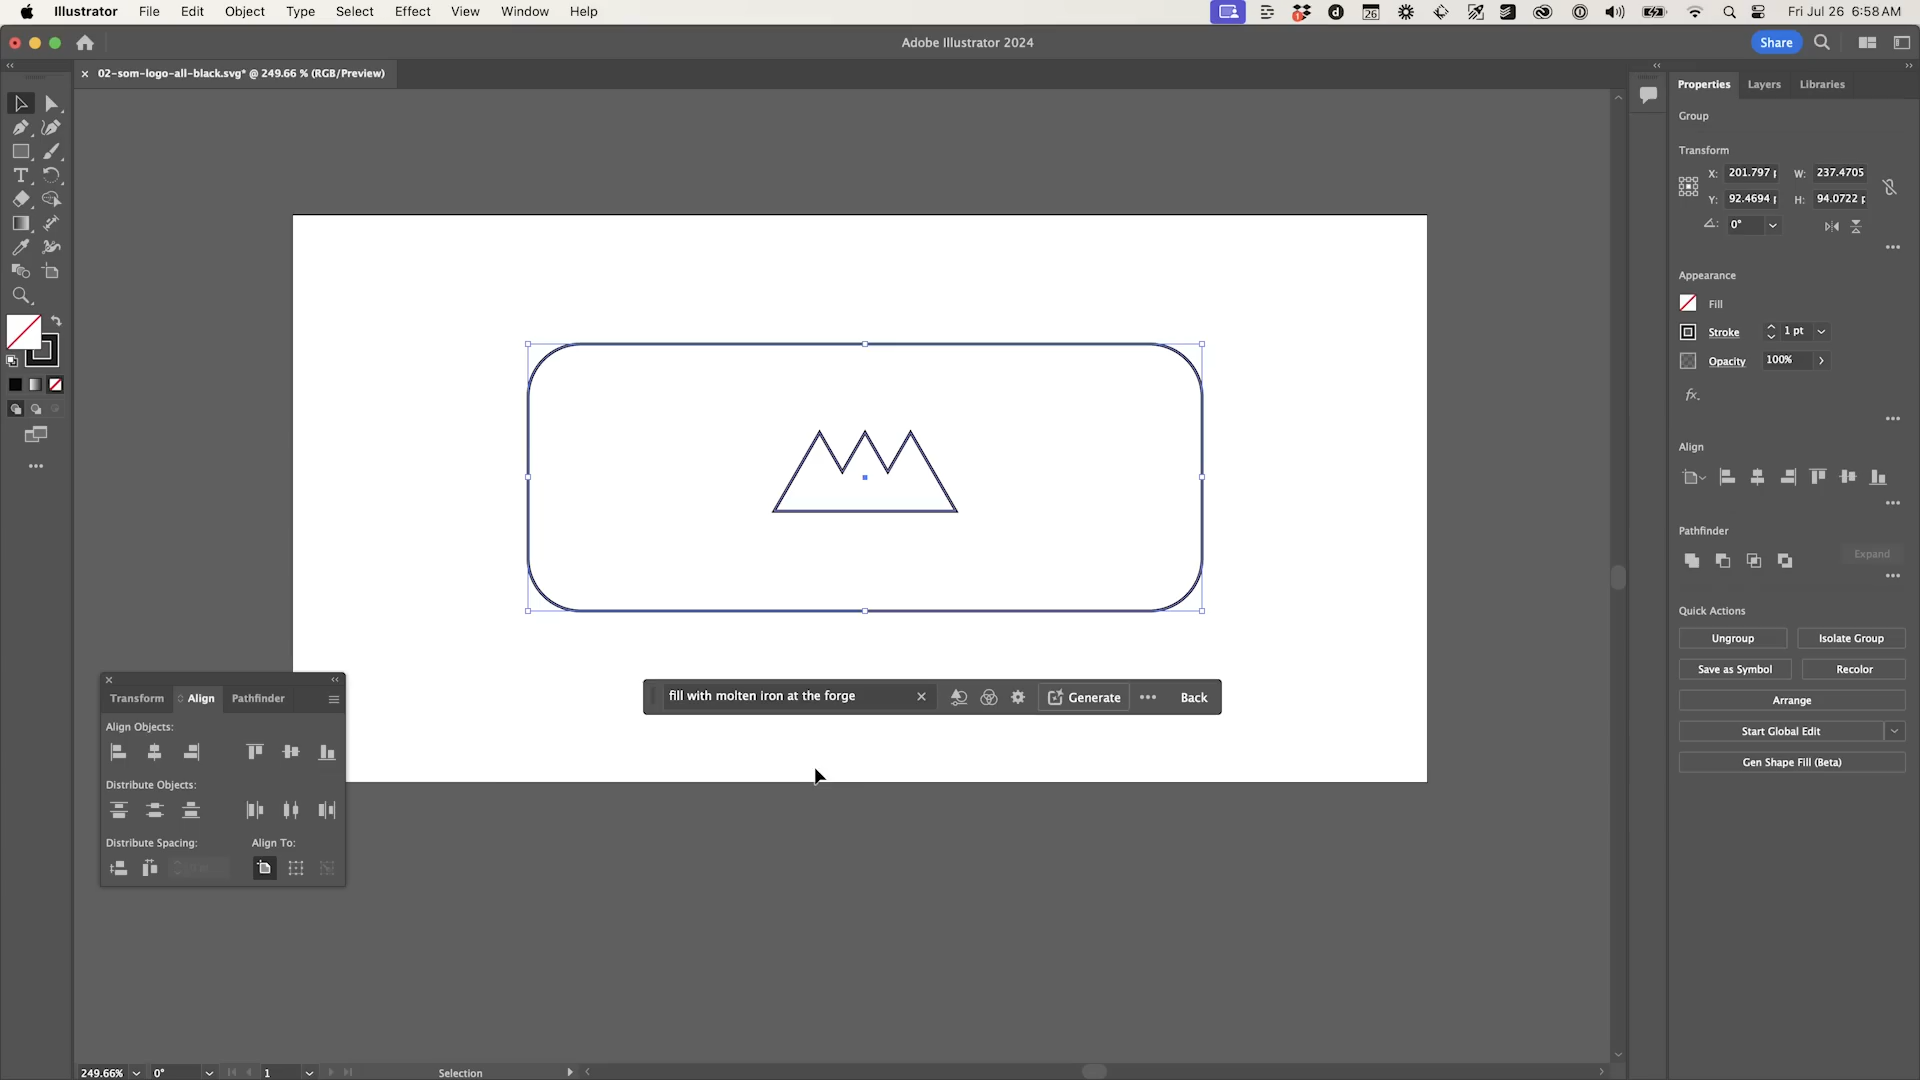 Illustrator File Edit Object Type Select Effect View Window Help
1
26
Fri Jul 26 6:58 AM
Adobe Illustrator 2024
Share
× 02-som-logo-all-black.svg* @ 249.66 % (RGB/Preview)
Properties Layers Libraries
Group
Transform
X: 201.797 W: 237.4705
Y: 92.4694 H: 94.0722
0°
Appearance
Fill
Stroke 1 pt
Opacity 100%
fx.
Align
Pathfinder
Expand
Quick Actions
Ungroup Isolate Group
Save as Symbol Recolor
Arrange
Start Global Edit
Gen Shape Fill (Beta)
fill with molten iron at the forge
Generate ••• Back
Transform Align Pathfinder
Align Objects:
Distribute Objects:
Distribute Spacing: Align To:
249.66% 0° 1 Selection